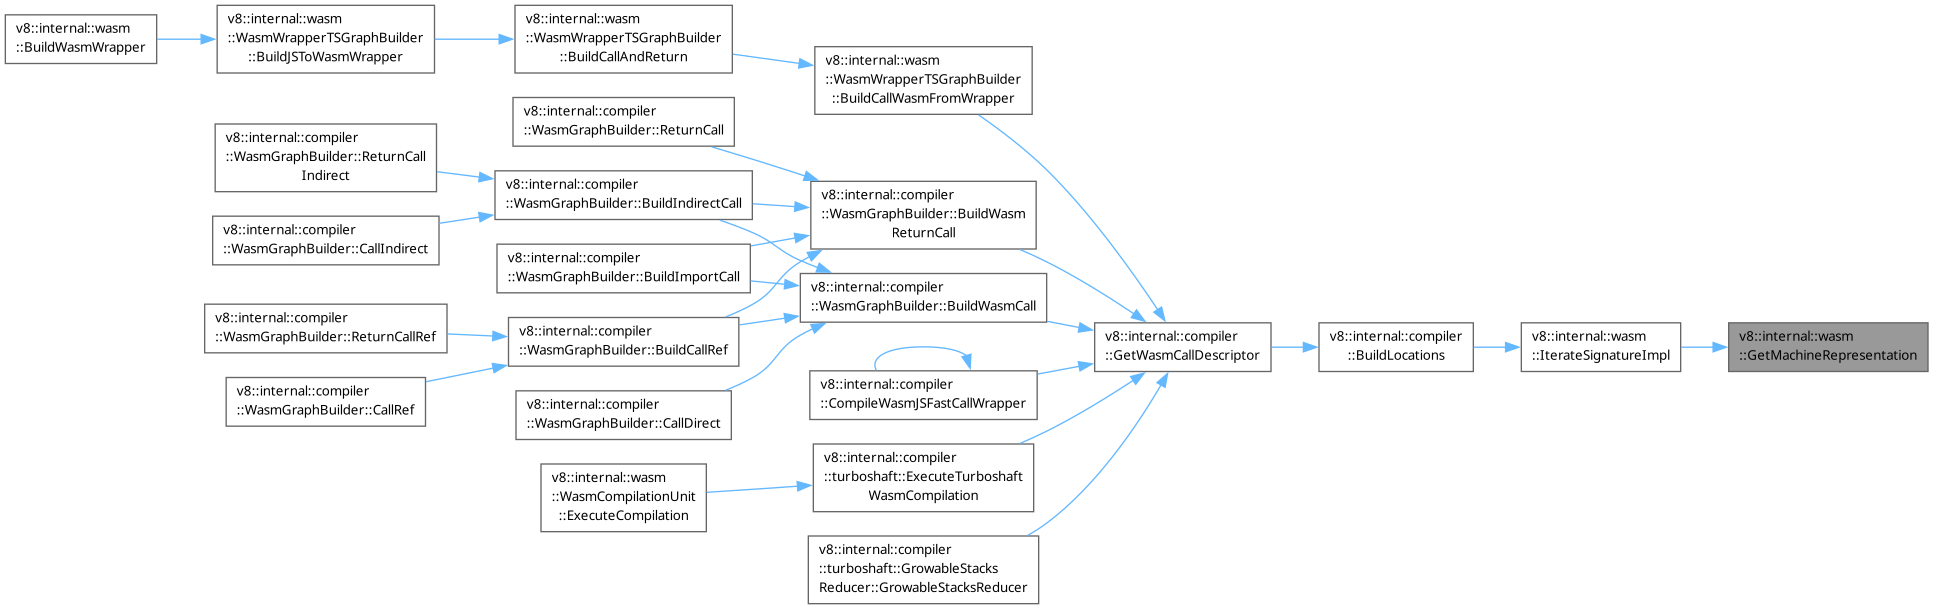 v8::internal::wasm
::BuildWasmWrapper
v8::internal::wasm
::WasmWrapperTSGraphBuilder
::BuildJSToWasmWrapper
v8::internal::wasm
::WasmWrapperTSGraphBuilder
::BuildCallAndReturn
v8::internal::wasm
::WasmWrapperTSGraphBuilder
::BuildCallWasmFromWrapper
v8::internal::compiler
::WasmGraphBuilder::ReturnCall
v8::internal::compiler
::WasmGraphBuilder::ReturnCall
Indirect
v8::internal::compiler
::WasmGraphBuilder::BuildIndirectCall
v8::internal::compiler
::WasmGraphBuilder::BuildWasm
ReturnCall
v8::internal::compiler
::WasmGraphBuilder::CallIndirect
v8::internal::compiler
::WasmGraphBuilder::BuildImportCall
v8::internal::compiler
::WasmGraphBuilder::BuildWasmCall
v8::internal::compiler
::WasmGraphBuilder::ReturnCallRef
v8::internal::compiler
::WasmGraphBuilder::BuildCallRef
v8::internal::compiler
::GetWasmCallDescriptor
v8::internal::compiler
::BuildLocations
v8::internal::wasm
::IterateSignatureImpl
v8::internal::wasm
::GetMachineRepresentation
v8::internal::compiler
::WasmGraphBuilder::CallRef
v8::internal::compiler
::CompileWasmJSFastCallWrapper
v8::internal::compiler
::WasmGraphBuilder::CallDirect
v8::internal::compiler
::turboshaft::ExecuteTurboshaft
WasmCompilation
v8::internal::wasm
::WasmCompilationUnit
::ExecuteCompilation
v8::internal::compiler
::turboshaft::GrowableStacks
Reducer::GrowableStacksReducer